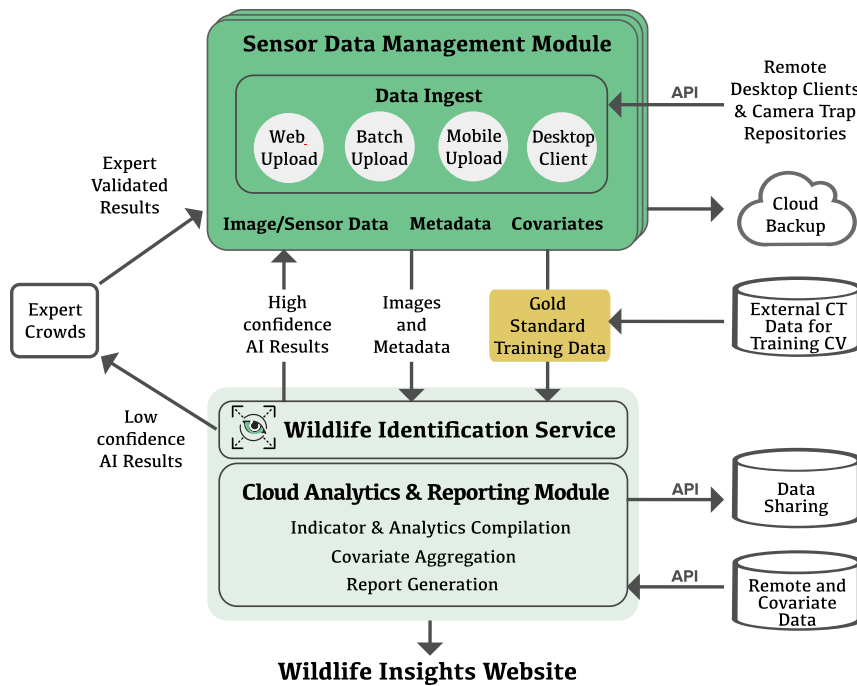 Sensor Data Management Module
Data Ingest
Web
Upload
Batch
Upload
Mobile
Upload
Desktop
Client
Image/Sensor Data
Metadata
Covariates
API
Remote
Desktop Clients
& Camera Trap
Repositories
Cloud
Backup
Expert
Validated
Results
Expert
Crowds
High
confidence
AI Results
Images
and
Metadata
Gold
Standard
Training Data
External CT
Data for
Training CV
Low
confidence
AI Results
Wildlife Identification Service
Cloud Analytics & Reporting Module
Indicator & Analytics Compilation
Covariate Aggregation
Report Generation
API
Data
Sharing
API
Remote and
Covariate
Data
Wildlife Insights Website